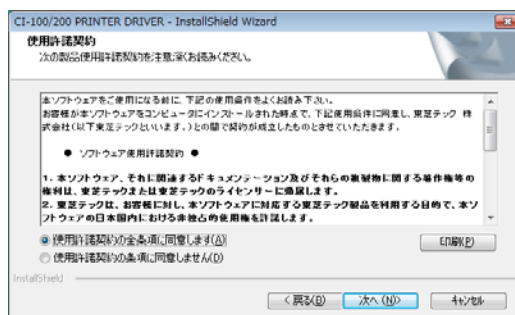 CI-100/200 PRINTER DRIVER - InstallShield Wizard
使用許諾契約
次の製品使用許諾契約を注意深くお読みください。
本ソフトウェアをご使用になる前に、下記の使用条件をよくお読み下さい。
お客様が本ソフトウェアをコンピュータにインストールされた時点で、下記使用条件に同意し、東芝テック 株
式会社(以下東芝テックといいます。)との間で契約が成立したものとさせていただきます。
● ソフトウェア使用許諾契約 ●
1. 本ソフトウェア、それに関連するドキュメンテーション及びそれらの複製物に関する著作権等の
権利は、東芝テックまたは東芝テックのライセンサーに帰属します。
2. 東芝テックは、お客様に対し、本ソフトウェアに対応する東芝テック製品を利用する目的で、本ソ
フトウェアの日本国内における非独占的使用権を許諾します。
使用許諾契約の全条項に同意します(A)
印刷(P)
使用許諾契約の条項に同意しません(D)
InstallShield
< 戻る(B)
次へ (N)>
キャンセル